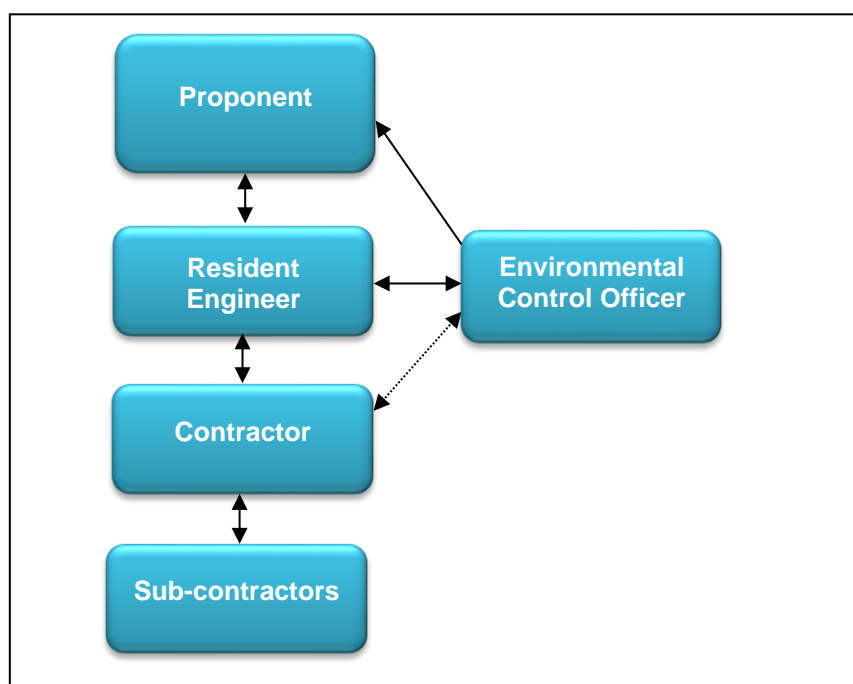 Proponent
Resident
Engineer
Environmental
Control Officer
Contractor
Sub-contractors